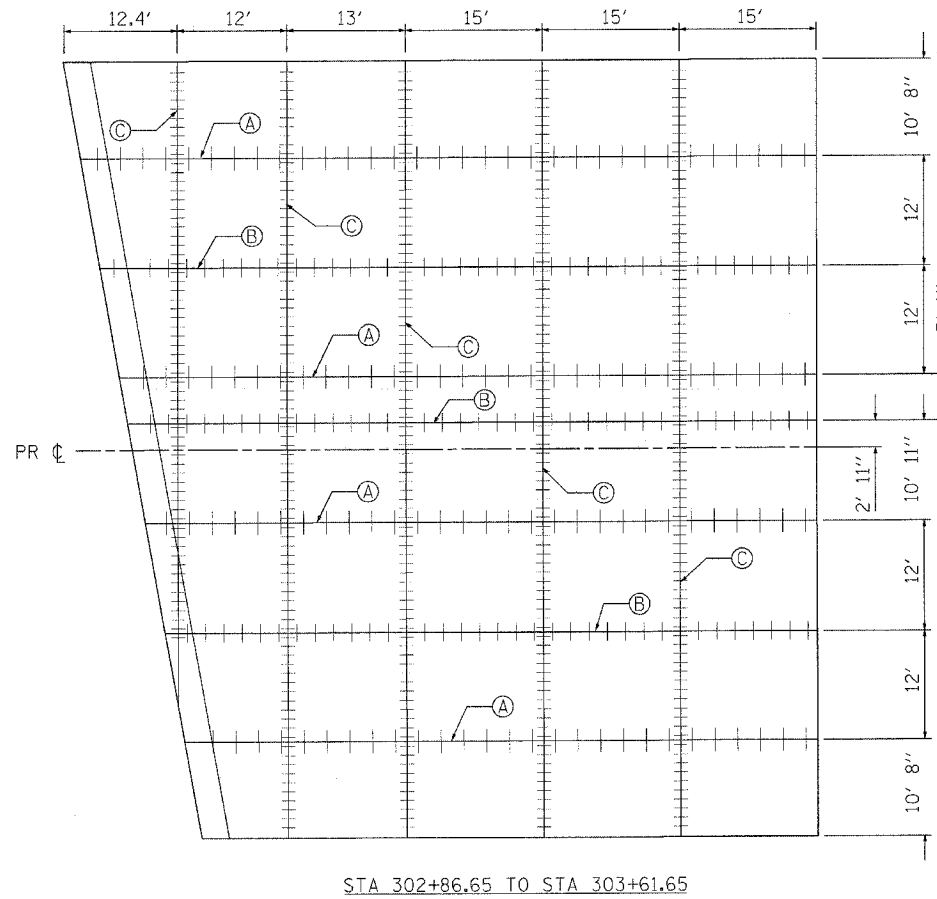 12.4' 12' 13' 15' 15' 15'
10' 8"
C A
12'
C
B
12'
C
A
B
PR ℄
10' 11"
2' 11"
A C
12'
C
B
12'
A
10' 8"
STA 302+86.65 TO STA 303+61.65